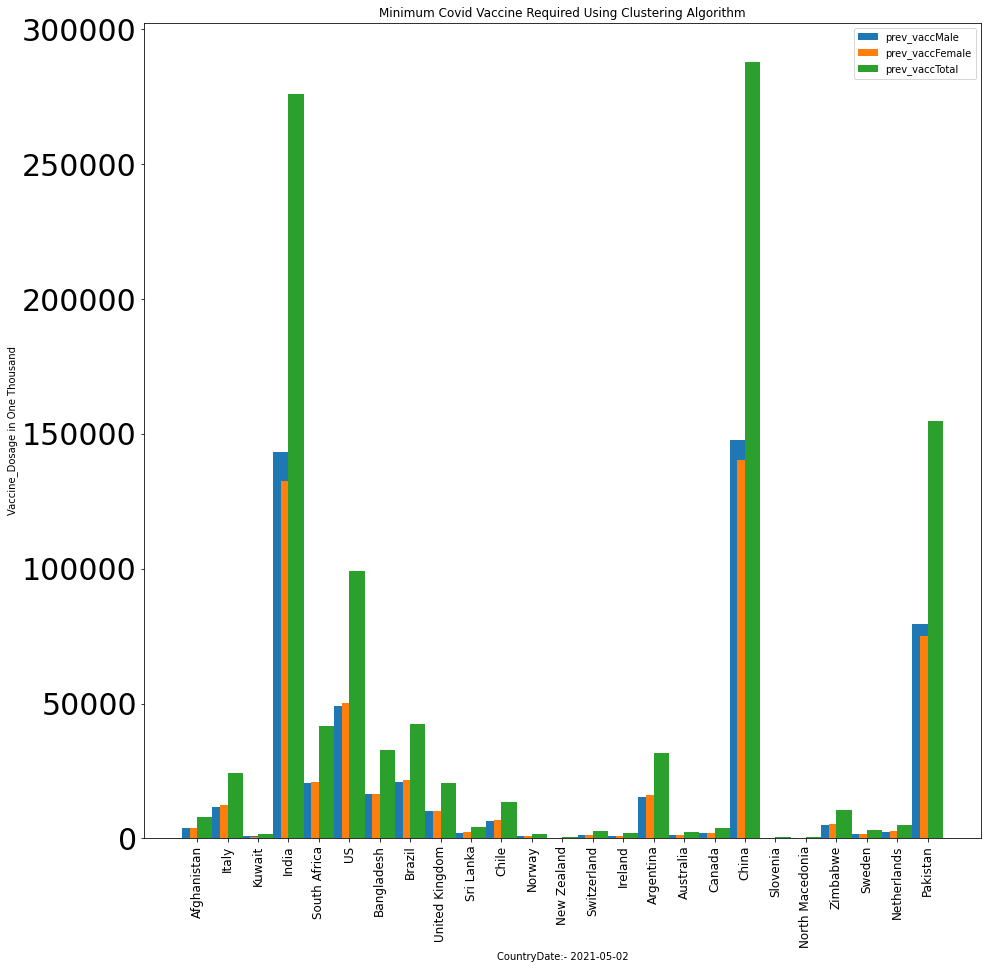 Minimum Covid Vaccine Required Using Clustering Algorithm
prev_vaccMale
prev_vaccFemale
prev_vaccTotal
300000
250000
200000
150000
100000
50000
0
Vaccine_Dosage in One Thousand
Afghanistan
Italy
Kuwait
India
South Africa
US
Bangladesh
Brazil
United Kingdom
Sri Lanka
Chile
Norway
New Zealand
Switzerland
Ireland
Argentina
Australia
Canada
China
Slovenia
North Macedonia
Zimbabwe
Sweden
Netherlands
Pakistan
CountryDate:- 2021-05-02